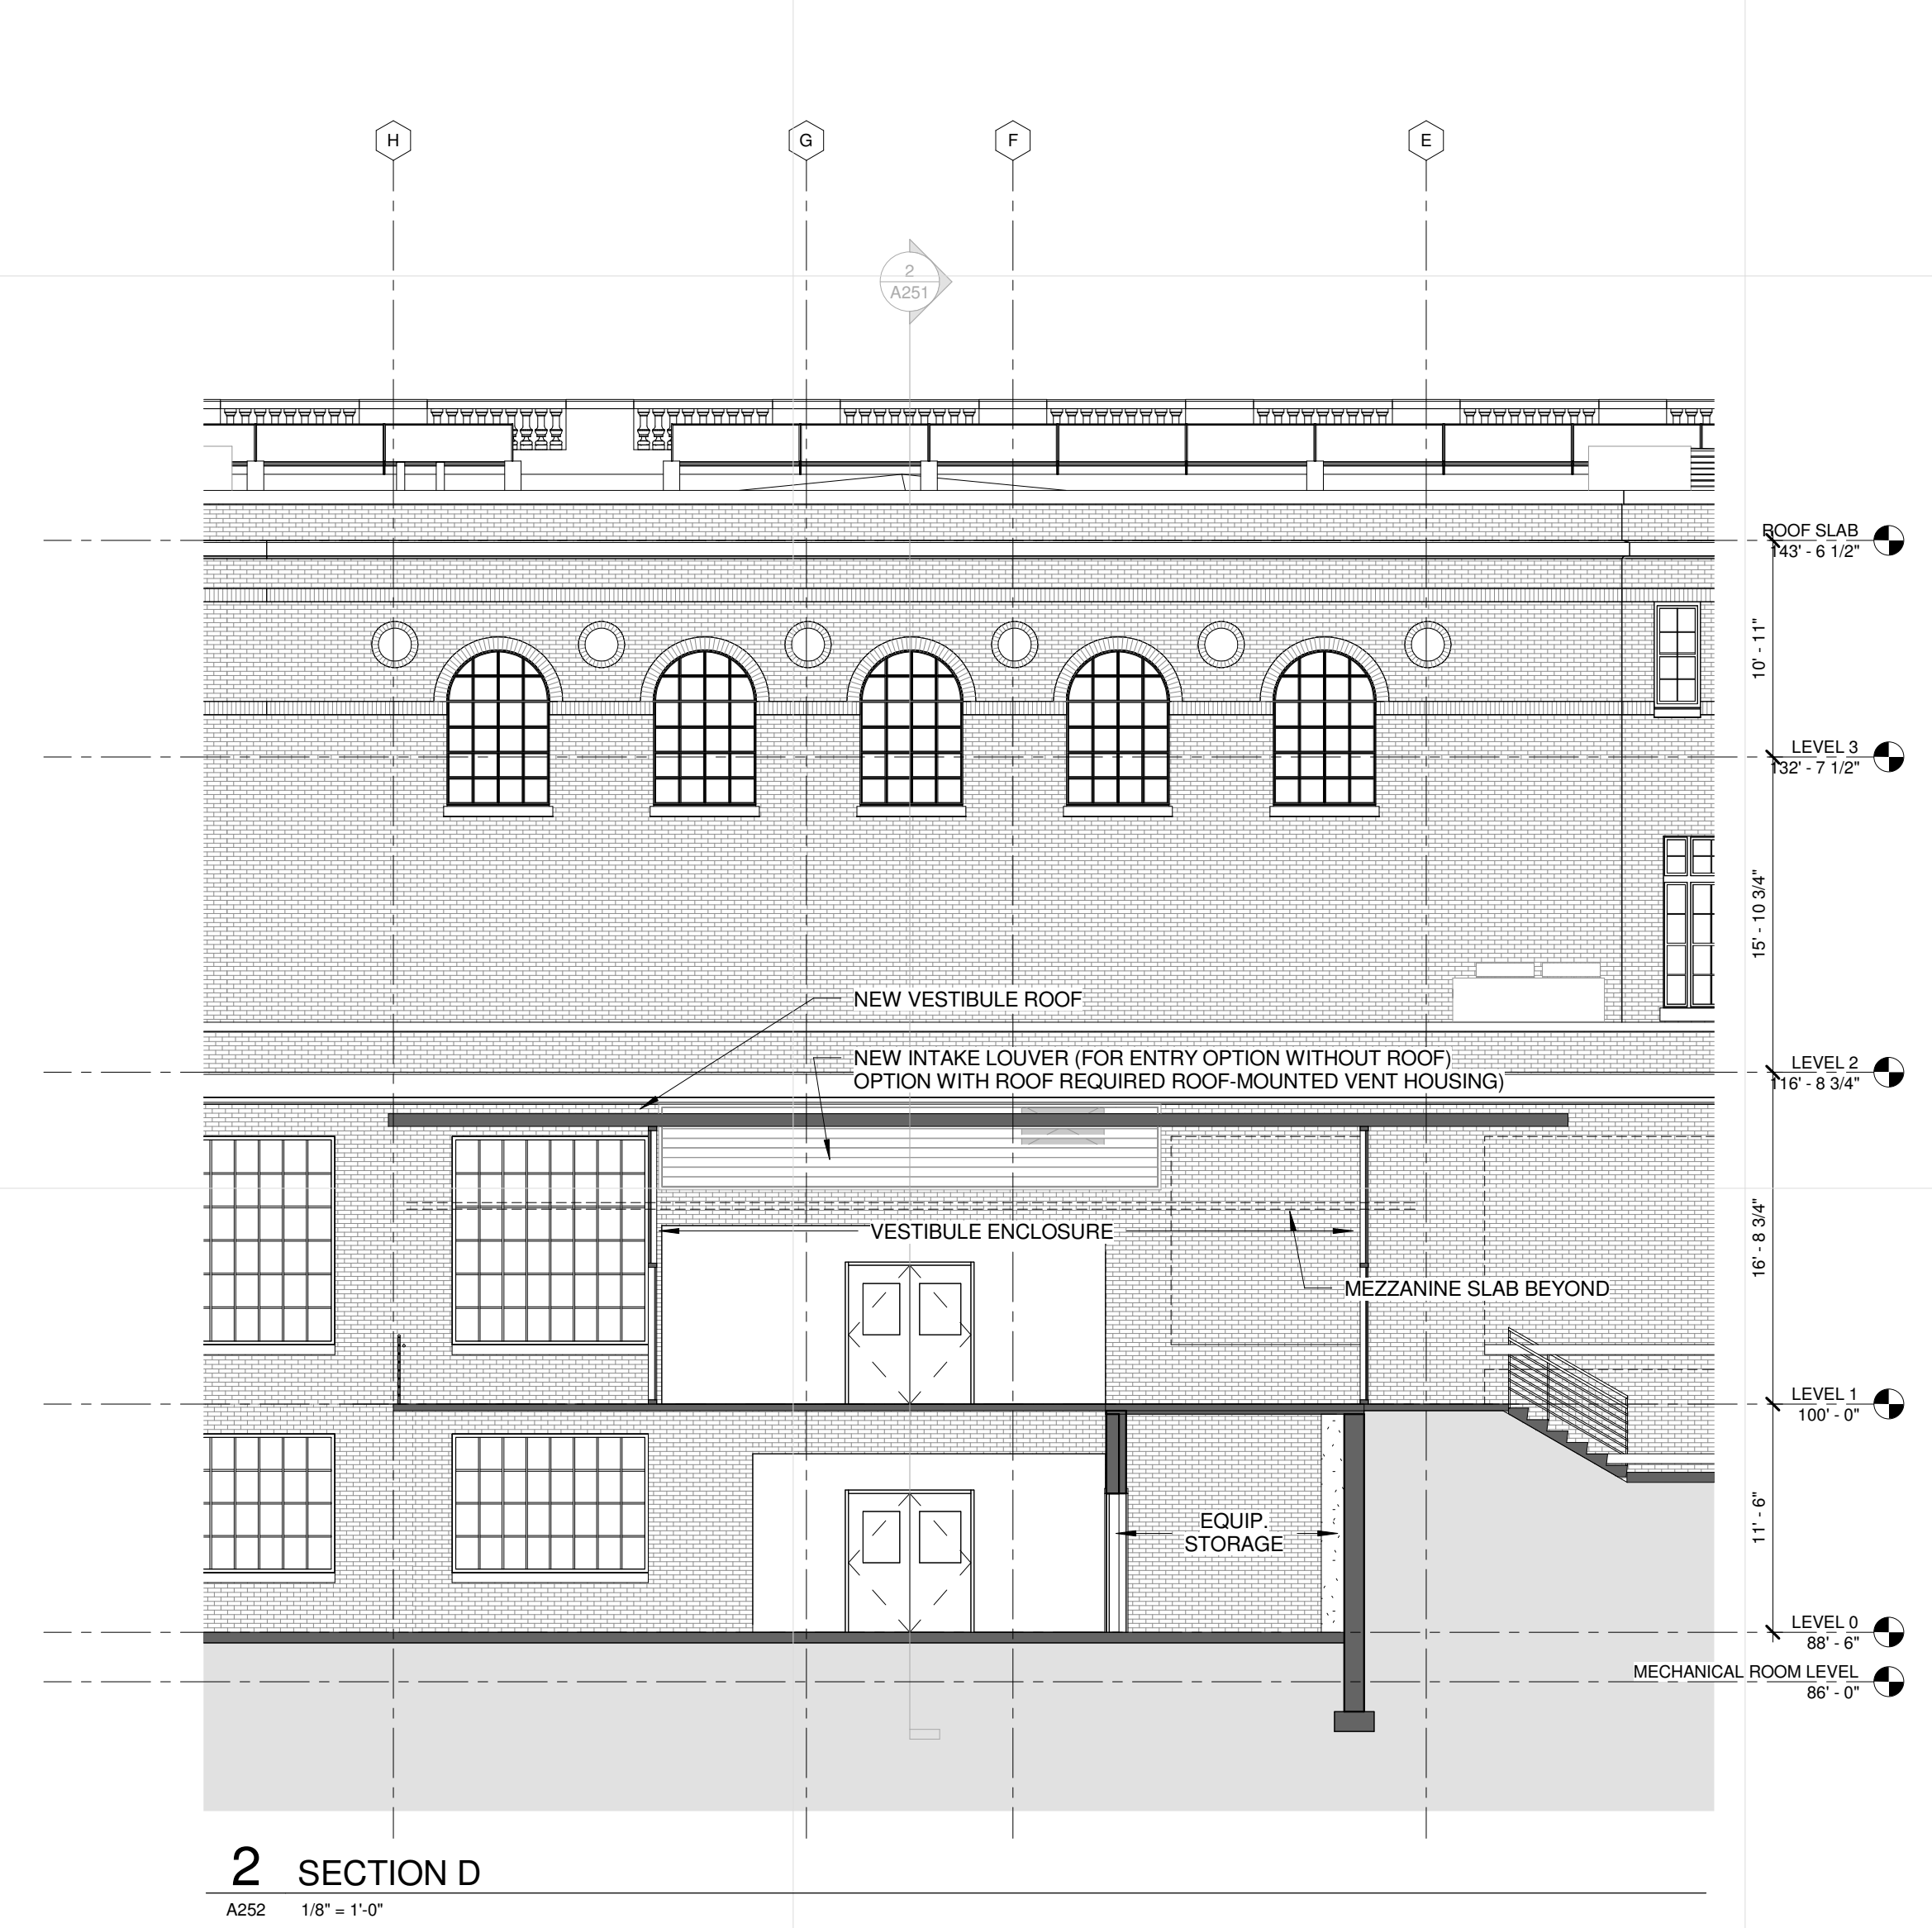 H
G
F
E
2
A251
ROOF SLAB
143' - 6 1/2"
10' - 11"
LEVEL 3
132' - 7 1/2"
15' - 10 3/4"
NEW VESTIBULE ROOF
NEW INTAKE LOUVER (FOR ENTRY OPTION WITHOUT ROOF)
OPTION WITH ROOF REQUIRED ROOF-MOUNTED VENT HOUSING)
LEVEL 2
116' - 8 3/4"
16' - 8 3/4"
VESTIBULE ENCLOSURE
MEZZANINE SLAB BEYOND
LEVEL 1
100' - 0"
11' - 6"
EQUIP.
STORAGE
LEVEL 0
88' - 6"
MECHANICAL ROOM LEVEL
86' - 0"
2 SECTION D
A252 1/8" = 1'-0"